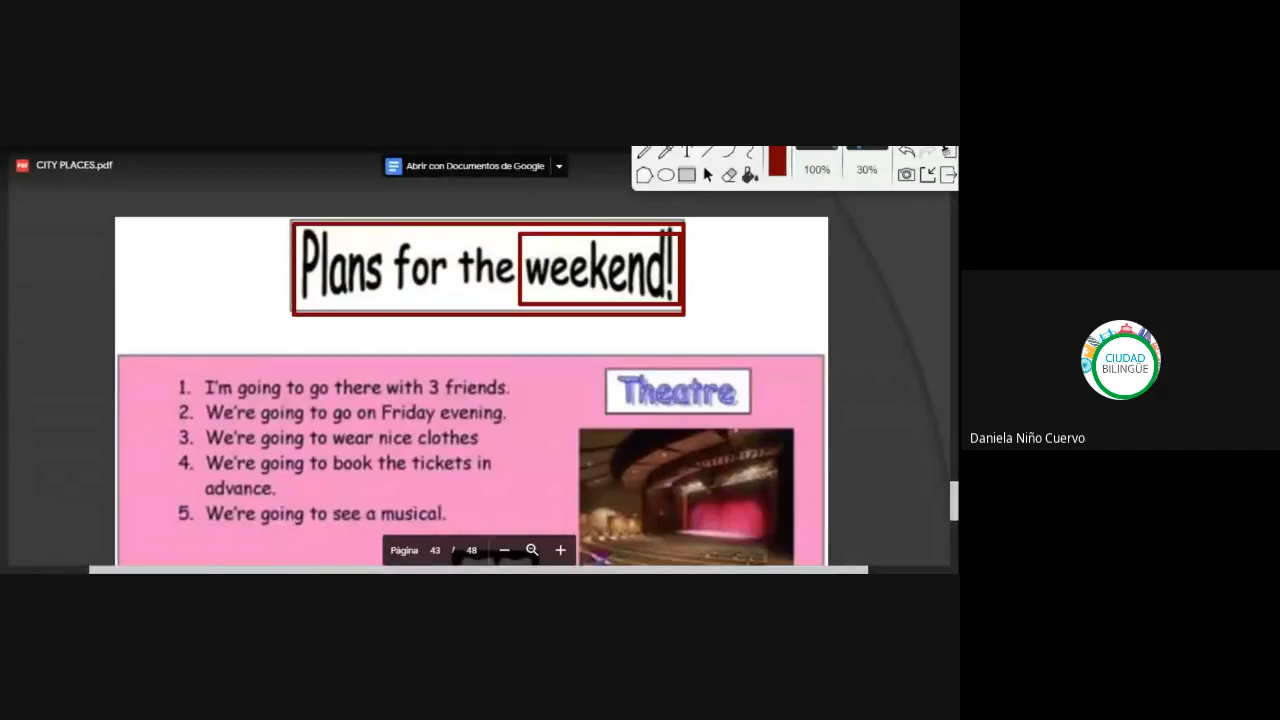 CITY PLACES.pdf
Abrir con Documentos de Google
100%
30%
Plans for the weekend!
1. I'm going to go there with 3 friends.
2. We're going to go on Friday evening.
3. We're going to wear nice clothes
4. We're going to book the tickets in
advance.
5. We're going to see a musical.
Theatre
Página 43 / 48
CIUDAD
BILINGÜE
Daniela Niño Cuervo